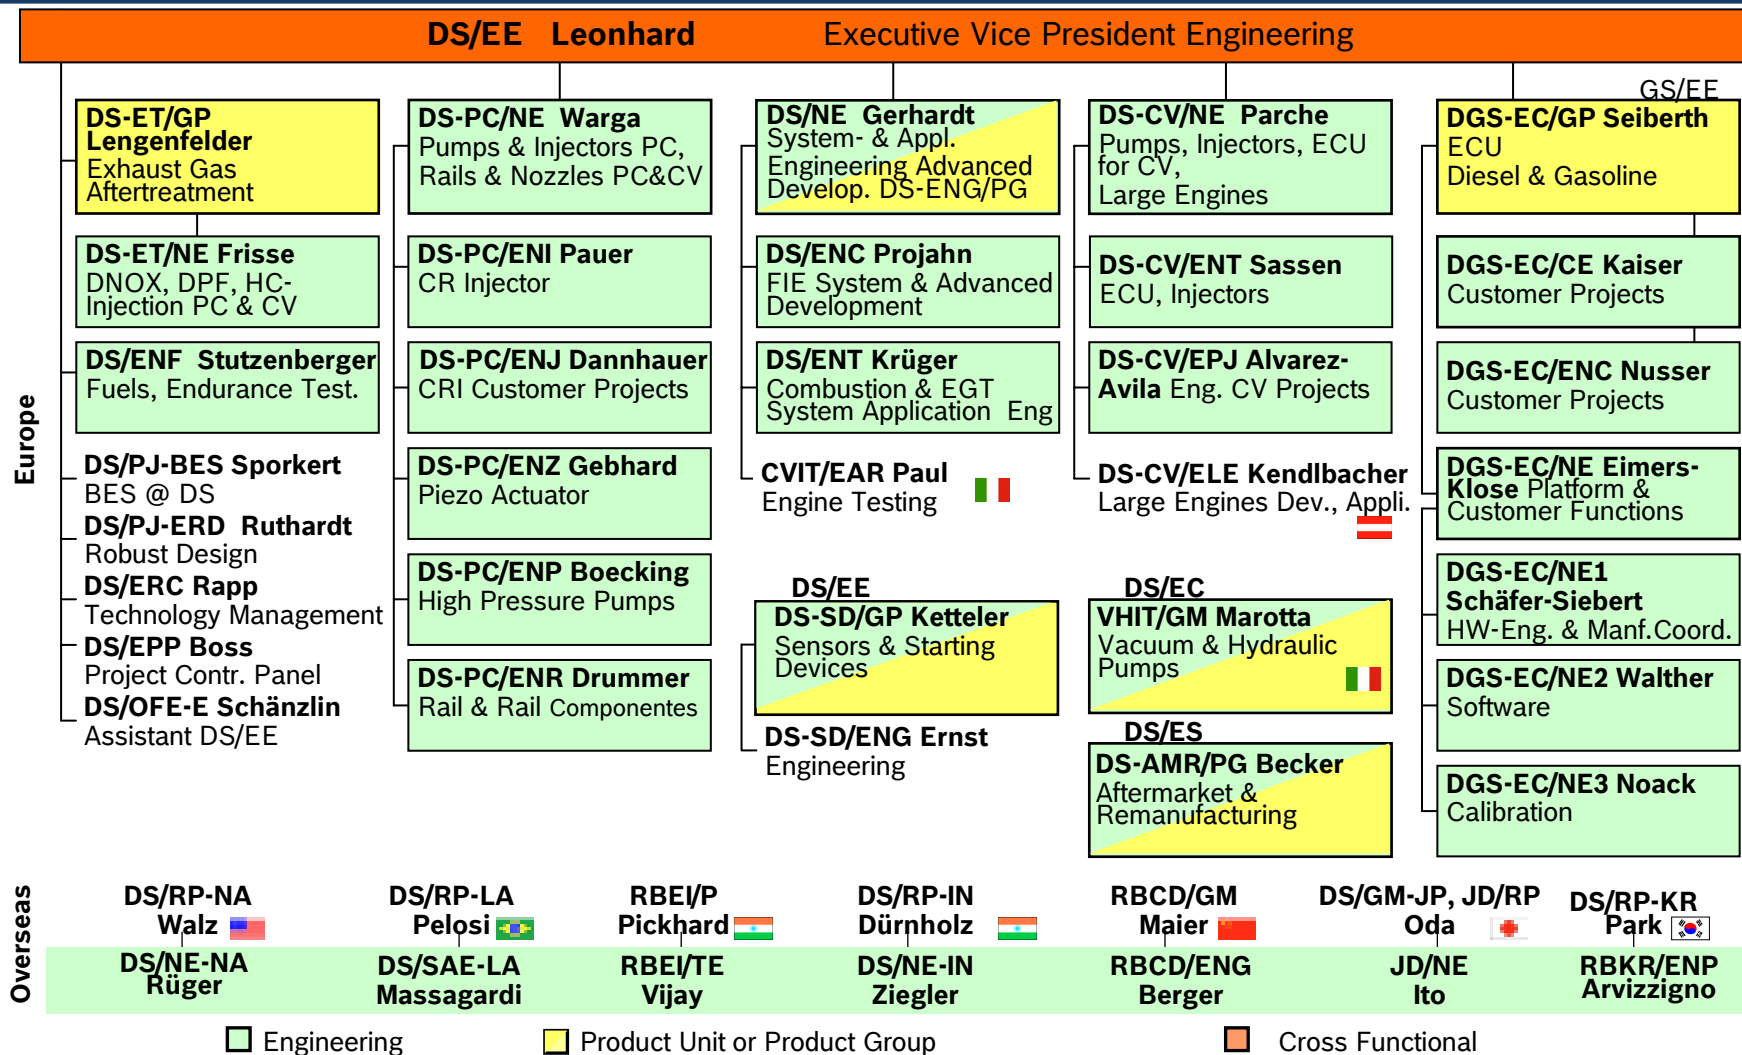 DS/EE Leonhard Executive Vice President Engineering
GS/EE
Europe
DS-ET/GP
Lengenfelder
Exhaust Gas
Aftertreatment
DS-ET/NE Frisse
DNOX, DPF, HC-
Injection PC & CV
DS/ENF Stutzenberger
Fuels, Endurance Test.
DS/PJ-BES Sporkert
BES @ DS
DS/PJ-ERD Ruthardt
Robust Design
DS/ERC Rapp
Technology Management
DS/EPP Boss
Project Contr. Panel
DS/OFE-E Schänzlin
Assistant DS/EE
DS-PC/NE Warga
Pumps & Injectors PC,
Rails & Nozzles PC&CV
DS-PC/ENI Pauer
CR Injector
DS-PC/ENJ Dannhauer
CRI Customer Projects
DS-PC/ENZ Gebhard
Piezo Actuator
DS-PC/ENP Boecking
High Pressure Pumps
DS-PC/ENR Drummer
Rail & Rail Componentes
DS/NE Gerhardt
System- & Appl.
Engineering Advanced
Develop. DS-ENG/PG
DS/ENC Projahn
FIE System & Advanced
Development
DS/ENT Krüger
Combustion & EGT
System Application Eng
CVIT/EAR Paul
Engine Testing
DS/EE
DS-SD/GP Ketteler
Sensors & Starting
Devices
DS-SD/ENG Ernst
Engineering
DS-CV/NE Parche
Pumps, Injectors, ECU
for CV,
Large Engines
DS-CV/ENT Sassen
ECU, Injectors
DS-CV/EPJ Alvarez-
Avila Eng. CV Projects
DS-CV/ELE Kendlbacher
Large Engines Dev., Appli.
DS/EC
VHIT/GM Marotta
Vacuum & Hydraulic
Pumps
DS/ES
DS-AMR/PG Becker
Aftermarket &
Remanufacturing
DGS-EC/GP Seiberth
ECU
Diesel & Gasoline
DGS-EC/CE Kaiser
Customer Projects
DGS-EC/ENC Nusser
Customer Projects
DGS-EC/NE Eimers-
Klose Platform &
Customer Functions
DGS-EC/NE1
Schäfer-Siebert
HW-Eng. & Manf.Coord.
DGS-EC/NE2 Walther
Software
DGS-EC/NE3 Noack
Calibration
Overseas
DS/RP-NA
Walz
DS/NE-NA
Rüger
DS/RP-LA
Pelosi
DS/SAE-LA
Massagardi
RBEI/P
Pickhard
RBEI/TE
Vijay
DS/RP-IN
Dürnholz
DS/NE-IN
Ziegler
RBCD/GM
Maier
RBCD/ENG
Berger
DS/GM-JP, JD/RP
Oda
JD/NE
Ito
DS/RP-KR
Park
RBKR/ENP
Arvizzigno
Engineering
Product Unit or Product Group
Cross Functional